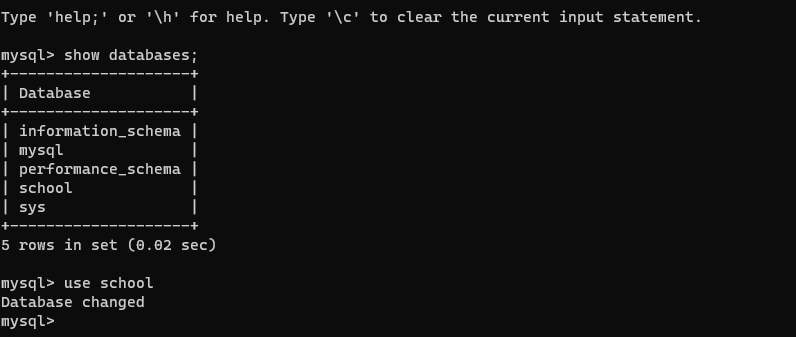 Type 'help;' or '\h' for help. Type '\c' to clear the current input statement.
mysql> show databases;
+--------------------+
| Database           |
+--------------------+
| information_schema |
| mysql              |
| performance_schema |
| school             |
| sys                |
+--------------------+
5 rows in set (0.02 sec)
mysql> use school
Database changed
mysql>